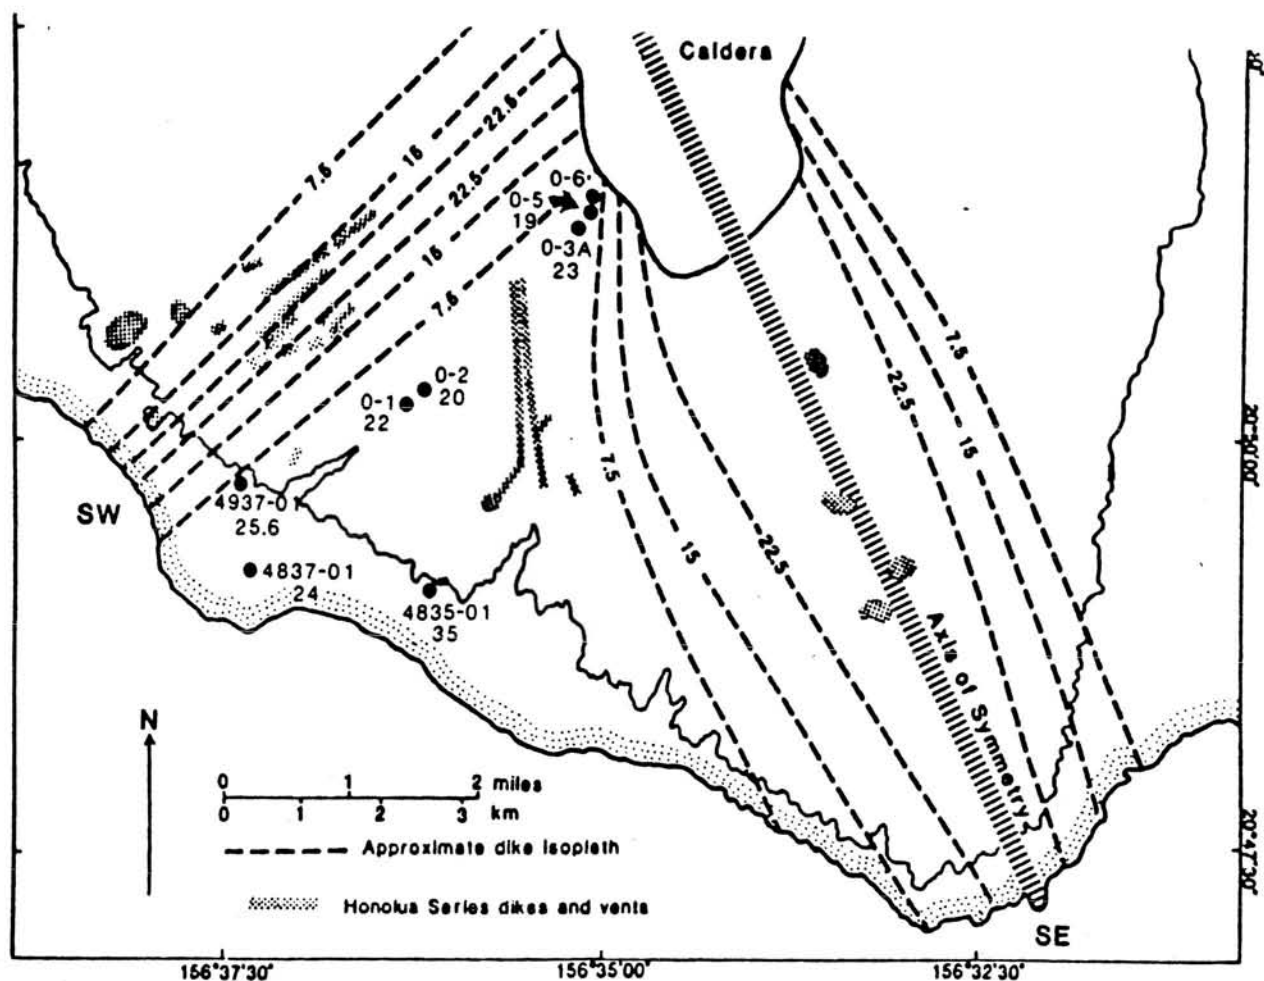 Caldera
7.5
15
22.5
22.5
15
7.5
0-6
0-5
19
0-3A
23
0-2
20
0-1
22
7.5
15
22.5
22.5
15
7.5
SW
4937-01
25.6
4837-01
24
4835-01
35
Axis of Symmetry
N
0 1 2 miles
0 1 2 3
km
Approximate dike isopleth
Honolua Series dikes and vents
SE
20°50'00"
20°47'30"
156°37'30" 156°35'00" 156°32'30"